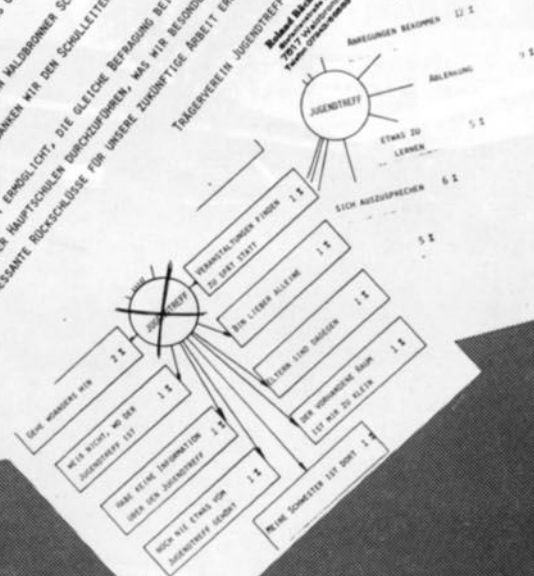 WALDBRONNER
DANKEN WIR DEN SCHULLEITE
ERMÖGLICHT, DIE GLEICHE BEFRAGUNG BEI
HAUPTSCHULEN DURCHZUFÜHREN, WAS WIR BESOND
ESSANTE RÜCKSCHLÜSSE FÜR UNSERE ZUKÜNFTIGE ARBEIT ER
TRÄGERVEREIN JUGENDTREFF
JUGENDTREFF
ANREGUNGEN BEKOMMEN 12 %
ABLENKUNG
ETWAS ZU
LERNEN 5 %
SICH AUSZUSPRECHEN 6 %
5 %
JUGENDTREFF
VERANSTALTUNGEN FINDEN
ZU SPÄT STATT 1 %
BIN LIEBER ALLEINE 1 %
ELTERN SIND DAGEGEN 1 %
DER VORHANDENE RAUM
IST MIR ZU KLEIN 1 %
MEINE SCHWESTER IST DORT 1 %
GEHE WOANDERS HIN 2 %
WEIß NICHT, WO DER
JUGENDTREFF IST 1 %
HABE KEINE INFORMATION
ÜBER DEN JUGENDTREFF 1 %
NOCH NIE ETWAS VOM
JUGENDTREFF GEHÖRT 1 %